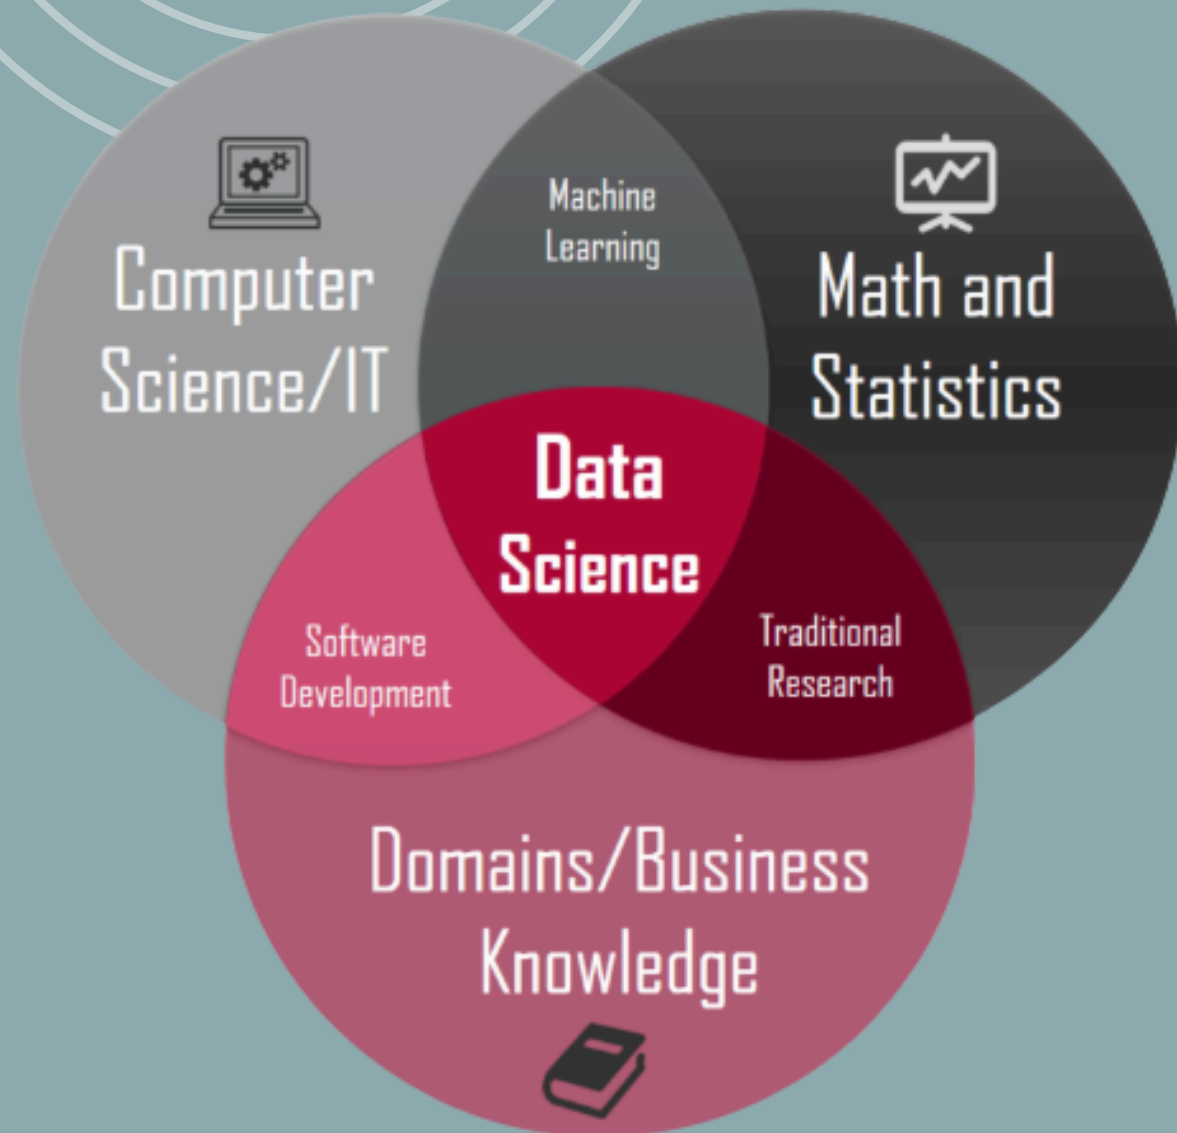 Machine
Learning
Computer
Science/IT
Math and
Statistics
Data
Science
Software
Development
Traditional
Research
Domains/Business
Knowledge